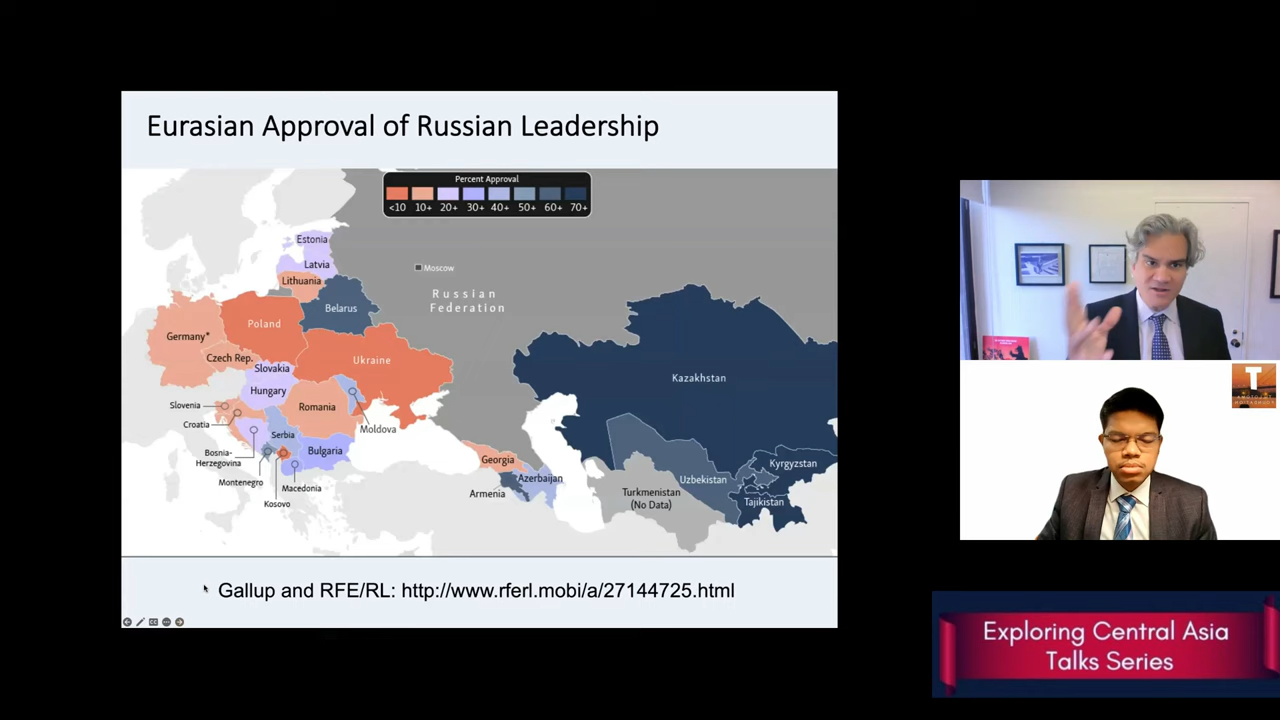 Eurasian Approval of Russian Leadership
Percent Approval
<10 10+ 20+ 30+ 40+ 50+ 60+ 70+
Estonia
Latvia
Lithuania
Moscow
Russian
Federation
Belarus
Poland
Germany*
Czech Rep.
Ukraine
Slovakia
Kazakhstan
Hungary
Slovenia
Romania
Croatia
Moldova
Serbia
Bosnia-
Herzegovina
Bulgaria
Georgia
Kyrgyzstan
Montenegro
Macedonia
Azerbaijan
Uzbekistan
Armenia
Turkmenistan
(No Data)
Tajikistan
Kosovo
Gallup and RFE/RL: http://www.rferl.mobi/a/27144725.html
T
Exploring Central Asia
Talks Series